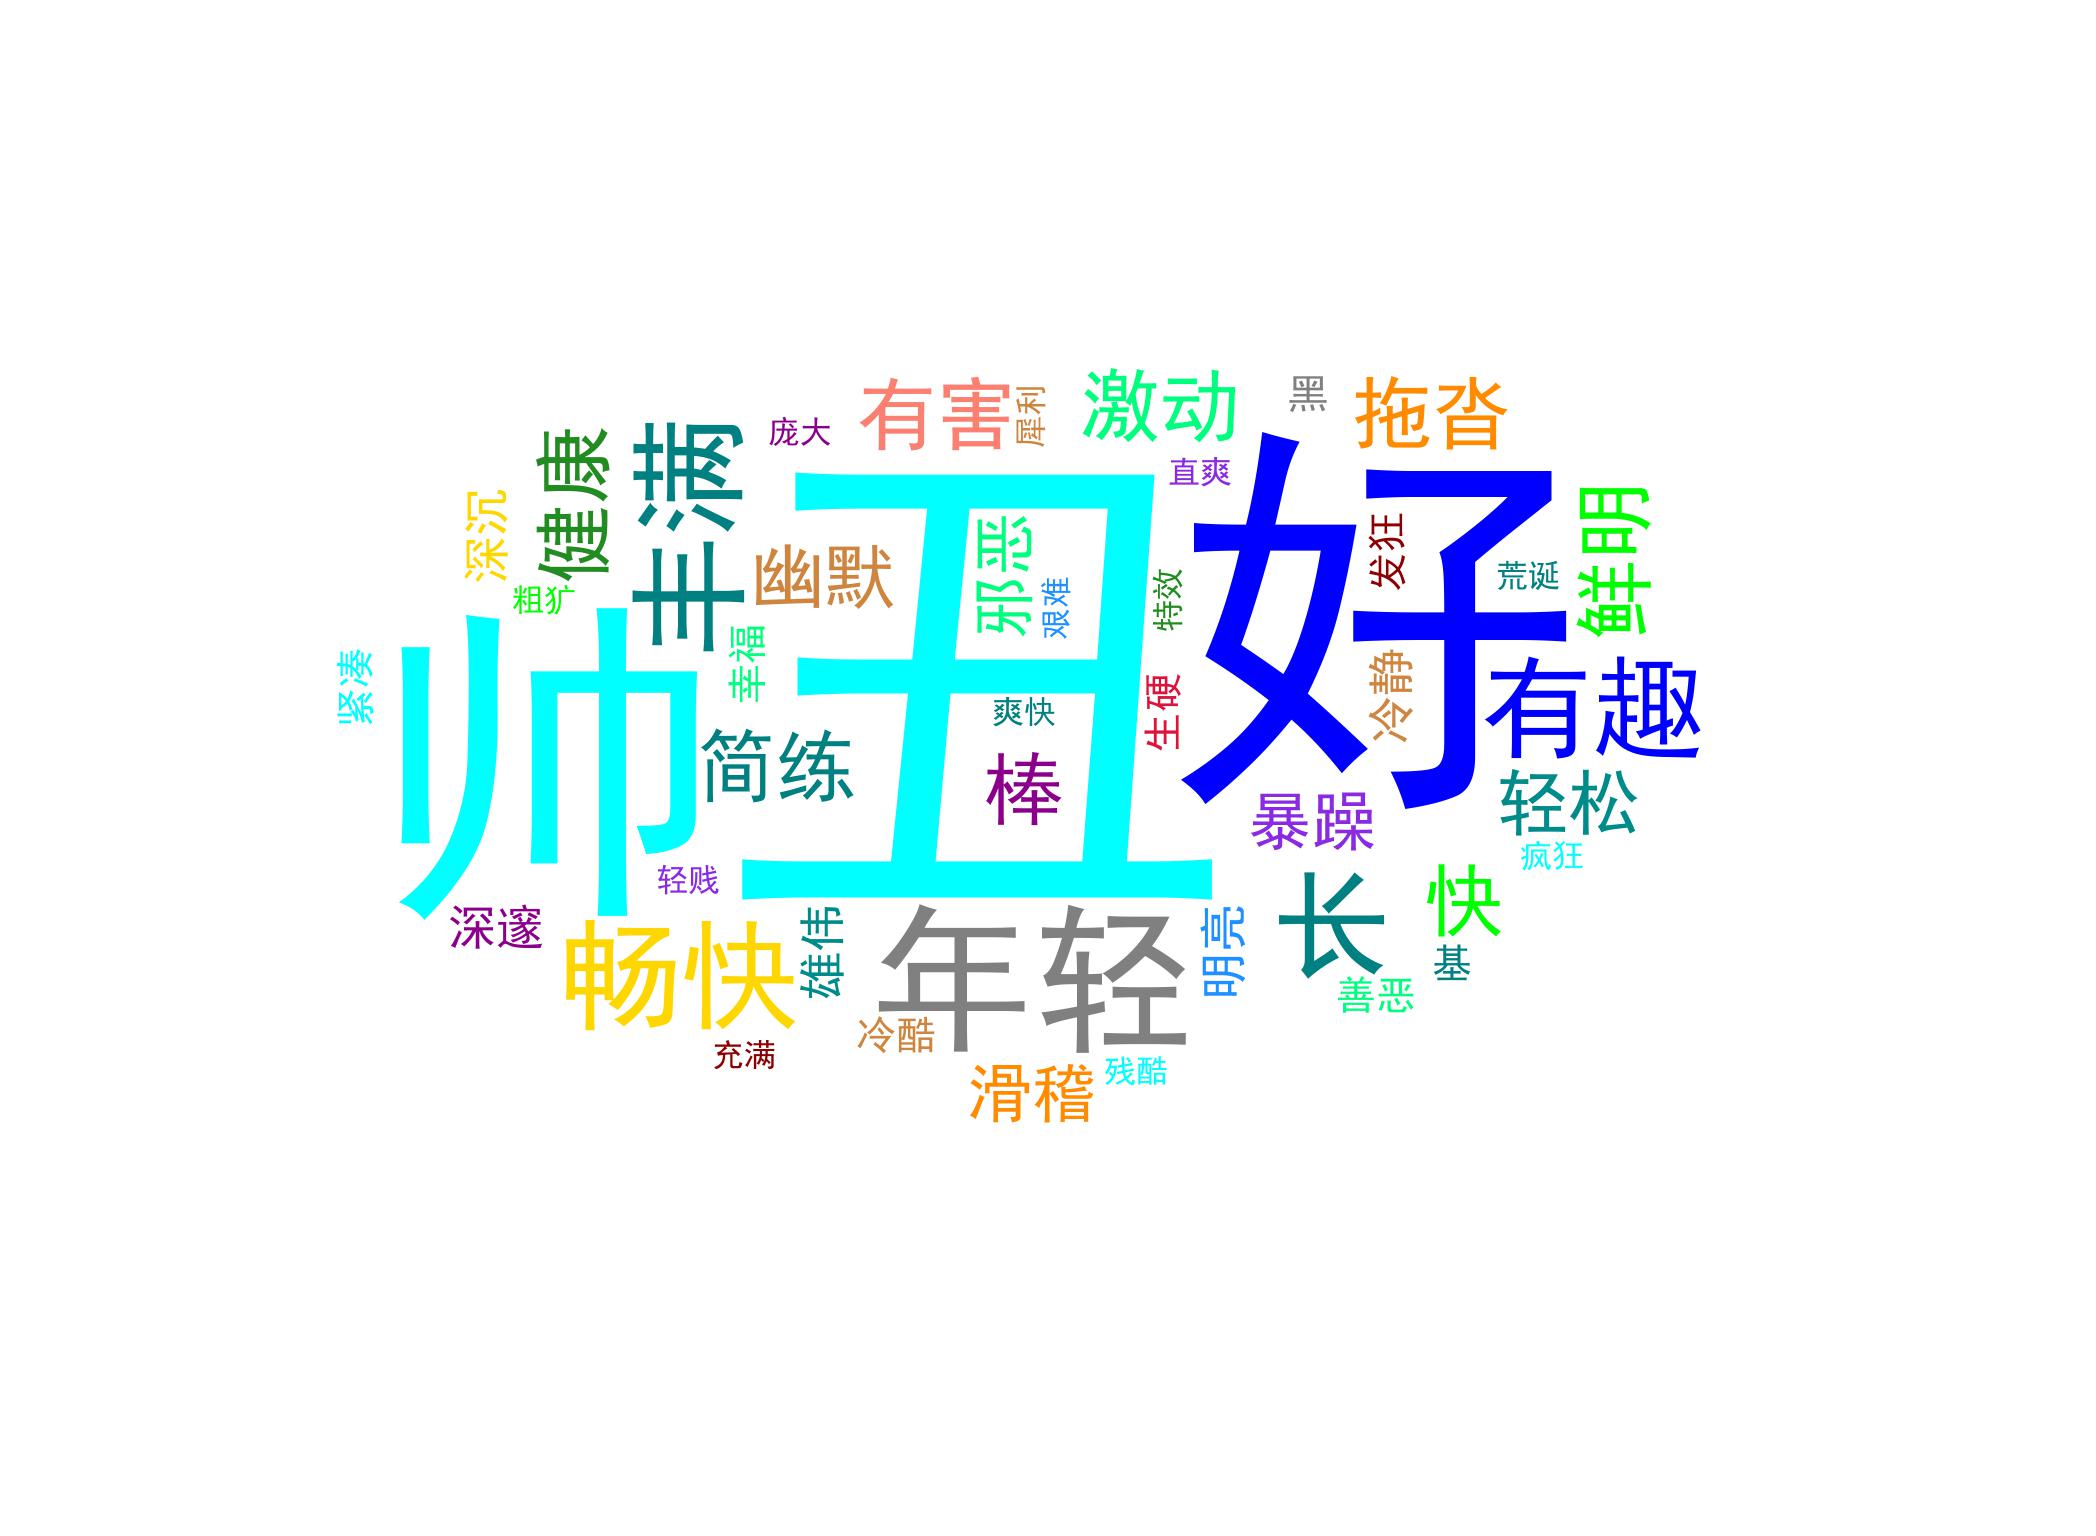 有害
犀利
激动
黑
拖沓
庞大
直爽
丰满
健康
深沉
丑
好
鲜明
幽默
邪恶
艰难
特效
发狂
荒诞
粗犷
帅
幸福
紧凑
冷静
有趣
生硬
爽快
简练
棒
暴躁
轻松
疯狂
轻贱
长
快
深邃
畅快
雄伟
年轻
明亮
基
善恶
充满
冷酷
滑稽
残酷